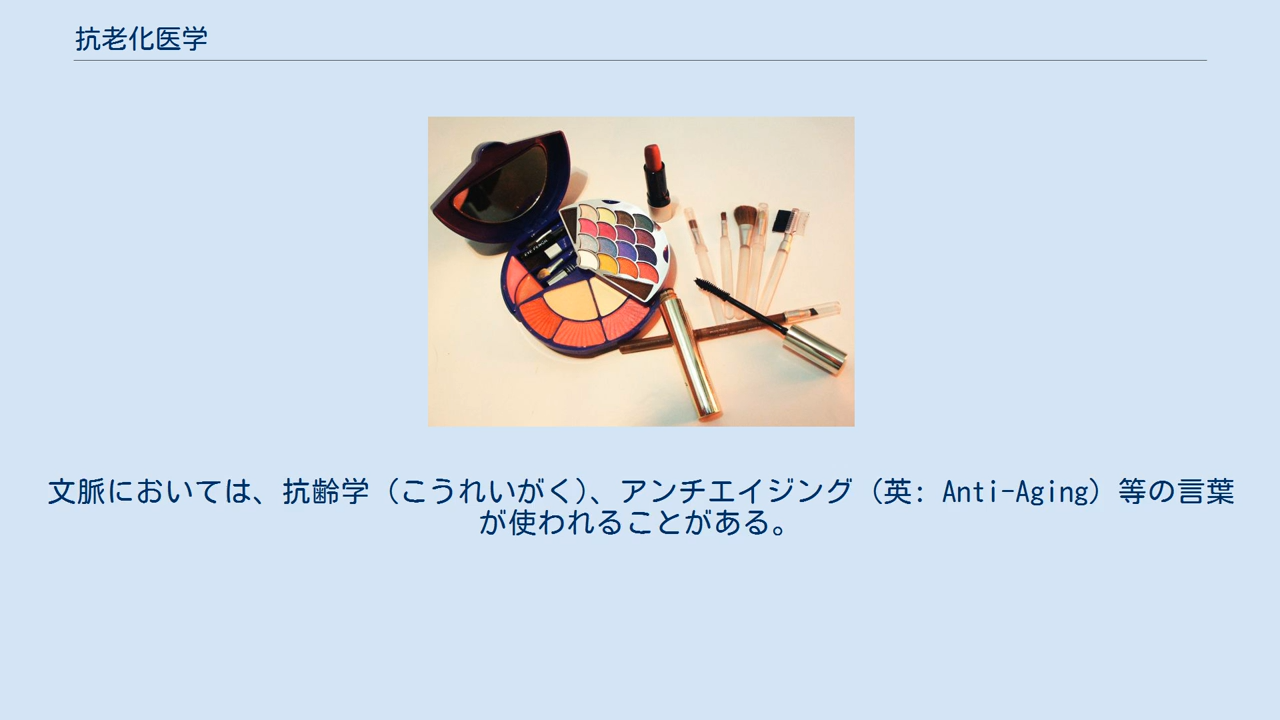 抗老化医学
EYE PENCIL
文脈においては、抗齢学（こうれいがく）、アンチエイジング（英: Anti-Aging）等の言葉
が使われることがある。